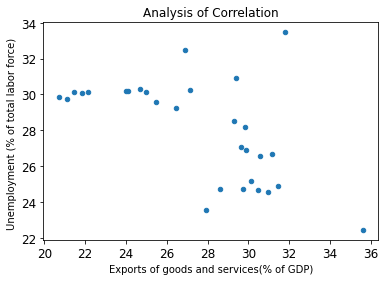 Analysis of Correlation
Unemployment (% of total labor force)
34
32
30
28
26
24
22
20 22 24 26 28 30 32 34 36
Exports of goods and services(% of GDP)